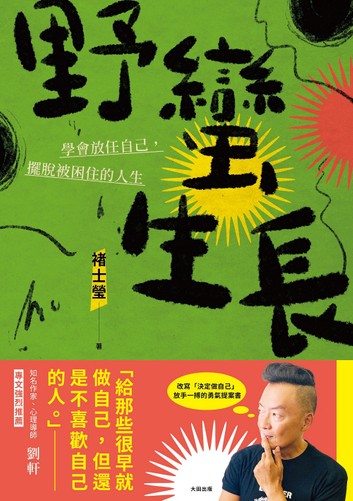 野蠻生長
學會放任自己，
擺脫被困住的人生
褚士瑩
著
「給那些很早就
做自己，但還
是不喜歡自己
的人。」
知名作家、心理導師
劉軒
專文強烈推薦
改寫「決定做自己」
放手一搏的勇氣提案書
大田出版